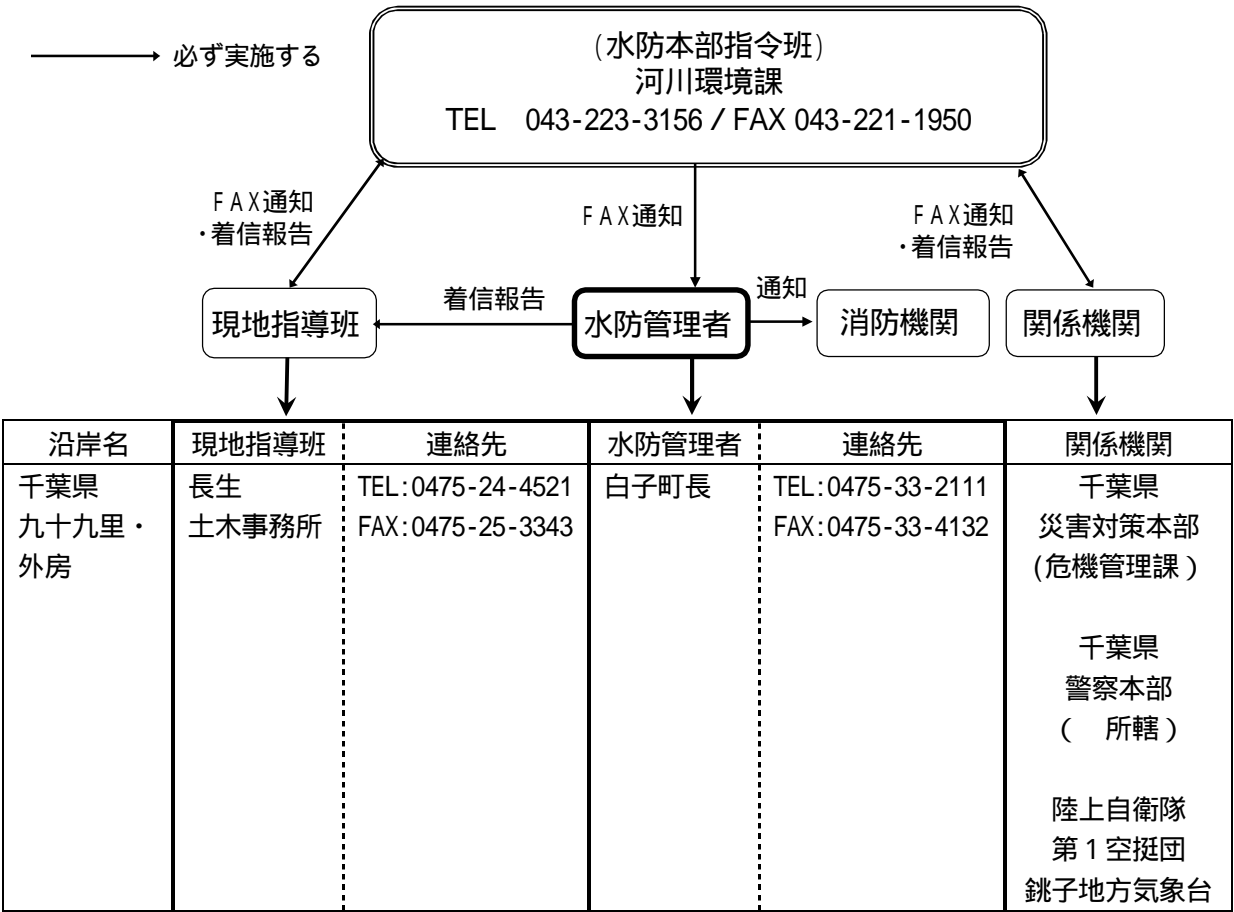 必ず実施する
(水防本部指令班)
河川環境課
TEL 043-223-3156 / FAX 043-221-1950
FAX通知
・着信報告
FAX通知
FAX通知
・着信報告
現地指導班
着信報告
水防管理者
通知
消防機関
関係機関
沿岸名 現地指導班 連絡先 水防管理者 連絡先 関係機関
千葉県 長生 TEL:0475-24-4521 白子町長 TEL:0475-33-2111 千葉県
九十九里・ 土木事務所 FAX:0475-25-3343 FAX:0475-33-4132 災害対策本部
外房 (危機管理課)
千葉県
警察本部
( 所轄)
陸上自衛隊
第1空挺団
銚子地方気象台